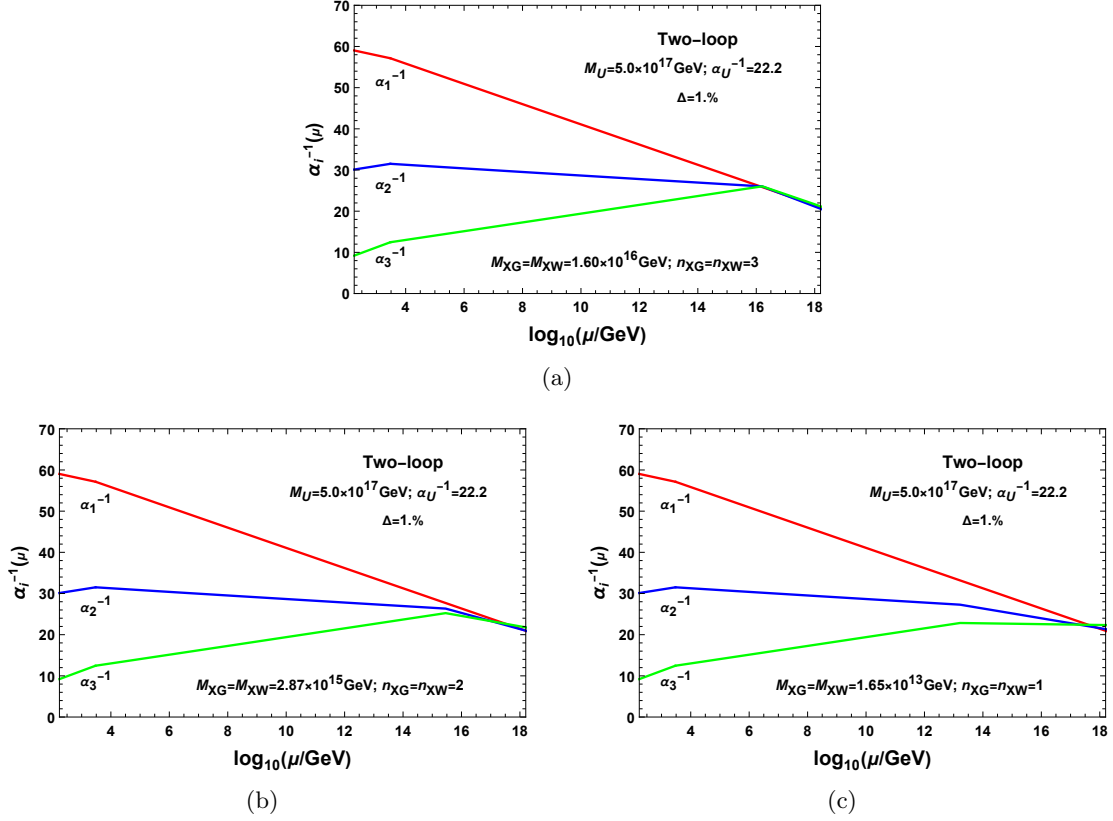 Two-loop
M_U=5.0×10^17GeV; α_U^-1=22.2
Δ=1.%
α_1^-1
α_2^-1
α_3^-1
M_XG=M_XW=1.60×10^16GeV; n_XG=n_XW=3
α_i^-1(μ)
70
60
50
40
30
20
10
0
4 6 8 10 12 14 16 18
log_10(μ/GeV)
(a)
Two-loop
M_U=5.0×10^17GeV; α_U^-1=22.2
Δ=1.%
α_1^-1
α_2^-1
α_3^-1
M_XG=M_XW=2.87×10^15GeV; n_XG=n_XW=2
α_i^-1(μ)
70
60
50
40
30
20
10
0
4 6 8 10 12 14 16 18
log_10(μ/GeV)
(b)
Two-loop
M_U=5.0×10^17GeV; α_U^-1=22.2
Δ=1.%
α_1^-1
α_2^-1
α_3^-1
M_XG=M_XW=1.65×10^13GeV; n_XG=n_XW=1
α_i^-1(μ)
70
60
50
40
30
20
10
0
4 6 8 10 12 14 16 18
log_10(μ/GeV)
(c)